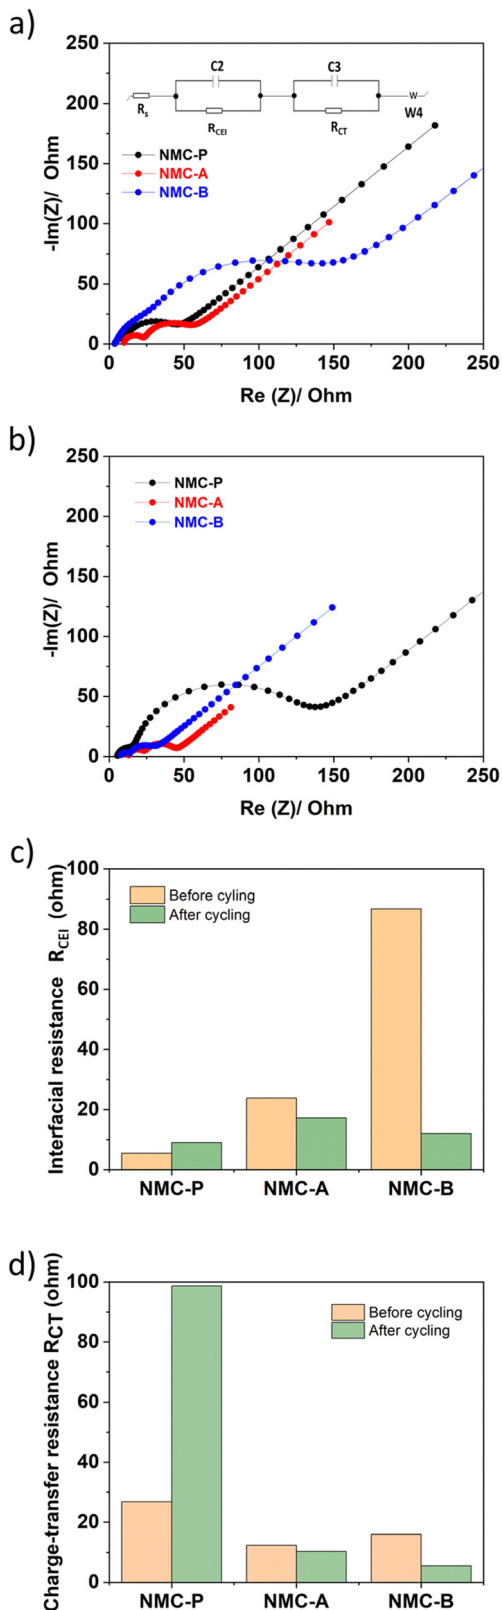 a)
250
200
150
100
50
0
-Im(Z)/ Ohm
C2
C3
Rs
RCEI
RCT
W
W4
NMC-P
NMC-A
NMC-B
0 50 100 150 200 250
Re (Z)/ Ohm
b)
250
200
150
100
50
0
-Im(Z)/ Ohm
NMC-P
NMC-A
NMC-B
0 50 100 150 200 250
Re (Z)/ Ohm
c)
100
80
60
40
20
0
Interfacial resistance RCEI (ohm)
Before cyling
After cycling
NMC-P NMC-A NMC-B
d)
100
80
60
40
20
0
Charge-transfer resistance RCT (ohm)
Before cycling
After cycling
NMC-P NMC-A NMC-B